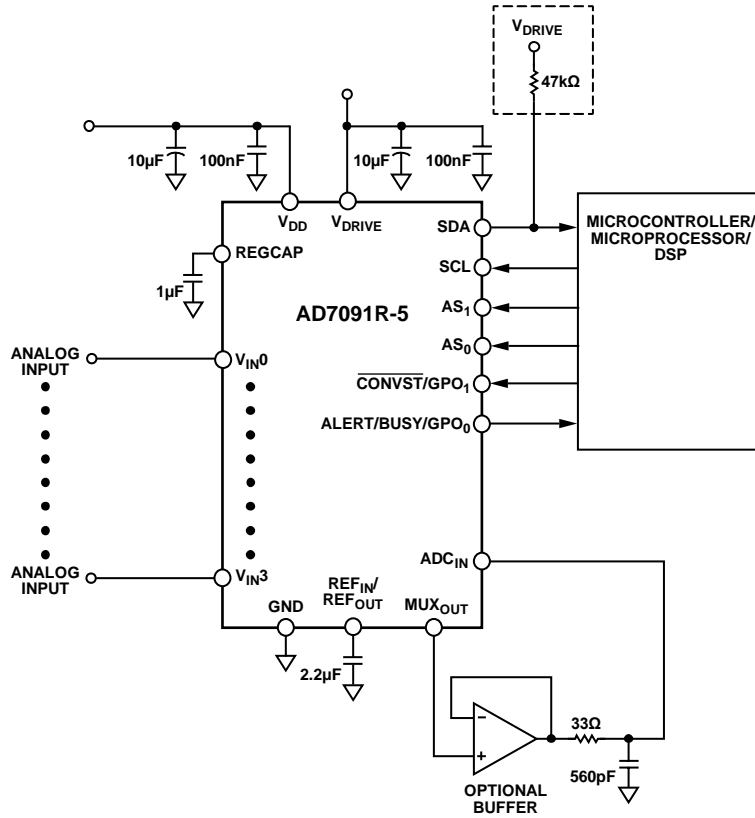 VDRIVE
47kΩ
10µF
100nF
10µF
100nF
VDD
VDRIVE
SDA
MICROCONTROLLER/
MICROPROCESSOR/
DSP
REGCAP
SCL
1µF
AD7091R-5
AS1
AS0
ANALOG
INPUT
VIN0
CONVST/GPO1
ALERT/BUSY/GPO0
ANALOG
INPUT
VIN3
ADCIN
GND
REFIN/
REFOUT
MUXOUT
2.2µF
33Ω
560pF
OPTIONAL
BUFFER